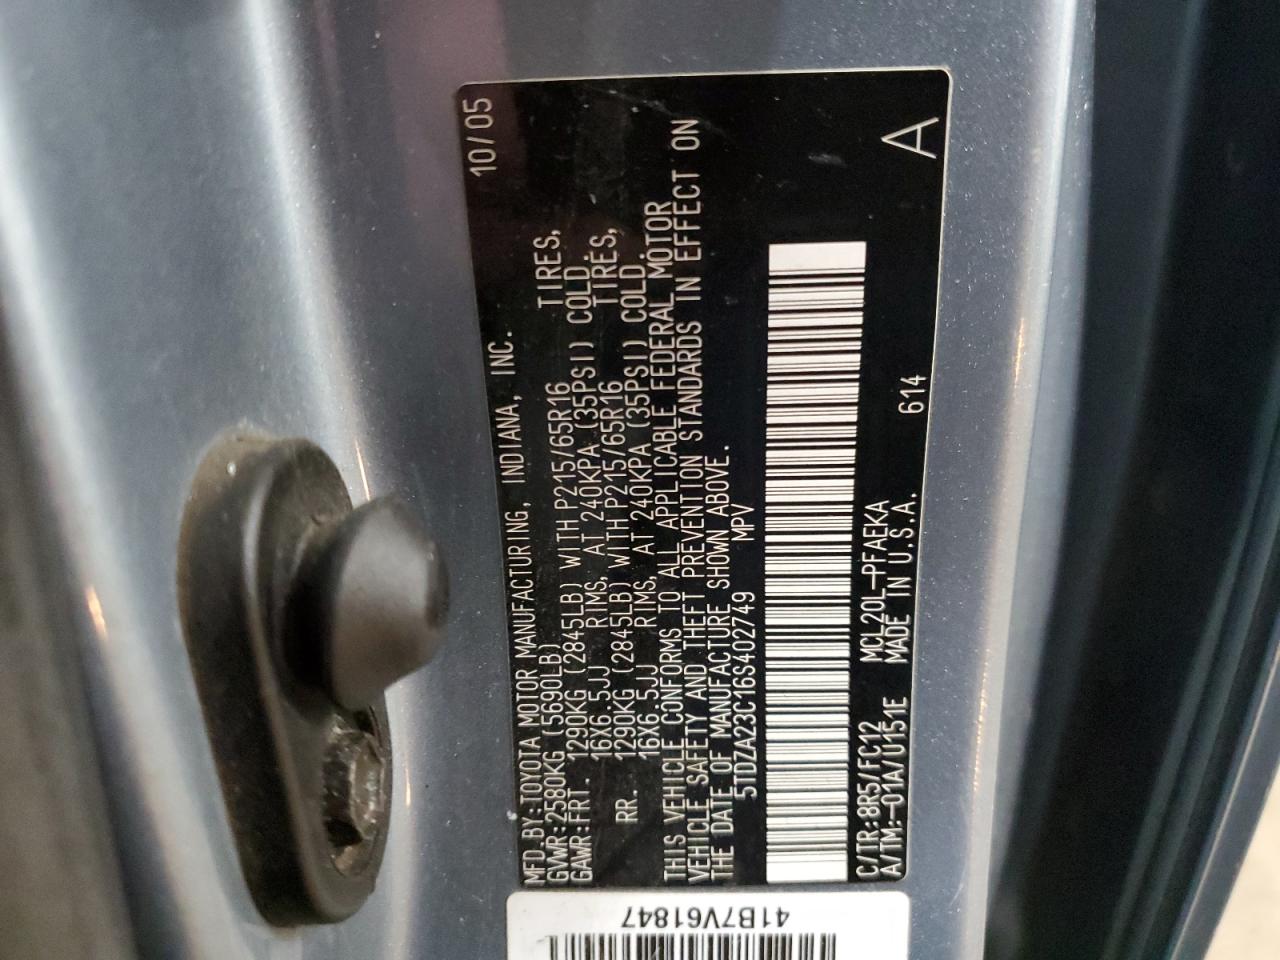 MFD.BY:TOYOTA MOTOR MANUFACTURING, INDIANA, INC. 10/05
GVWR:2580KG (5690LB)
GAWR:FRT. 1290KG (2845LB) WITH P215/65R16 TIRES,
16X6.5JJ RIMS, AT 240KPA (35PSI) COLD.
RR. 1290KG (2845LB) WITH P215/65R16 TIRES,
16X6.5JJ RIMS, AT 240KPA (35PSI) COLD.
THIS VEHICLE CONFORMS TO ALL APPLICABLE FEDERAL MOTOR
VEHICLE SAFETY AND THEFT PREVENTION STANDARDS IN EFFECT ON
THE DATE OF MANUFACTURE SHOWN ABOVE.
5TDZA23C16S402749 MPV
C/TR:8R5/FC12 MCL20L-PFAEKA
A/TM:-01A/U151E MADE IN U.S.A. 614 A
41B7V61847